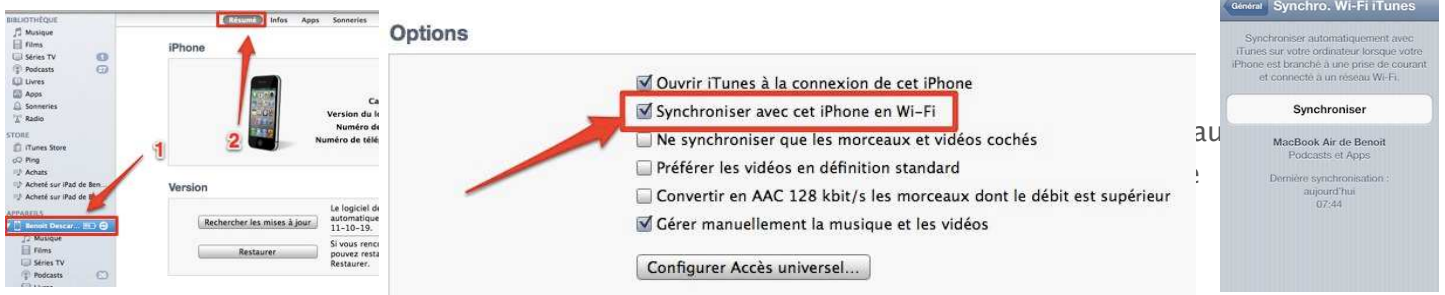 BIBLIOTHÈQUE
Musique
Films
Séries TV
Podcasts
Livres
Apps
Sonneries
Radio
STORE
iTunes Store
Ping
Achats
Acheté sur iPad de Ben...
Acheté sur iPad de
APPAREILS
Benoit Descar...
Musique
Films
Séries TV
Podcasts
Livres
1
Résumé Infos Apps Sonneries
iPhone
2
Ca
Version du lo
Numéro de
Numéro de télé
Version
Rechercher les mises à jour
Le logiciel de
automatique
11-10-19.
Restaurer
Si vous renc
pouvez resta
Restaurer.
Options
Ouvrir iTunes à la connexion de cet iPhone
Synchroniser avec cet iPhone en Wi-Fi
Ne synchroniser que les morceaux et vidéos cochés
Préférer les vidéos en définition standard
Convertir en AAC 128 kbit/s les morceaux dont le débit est supérieur
Gérer manuellement la musique et les vidéos
Configurer Accès universel...
au
e
Général Synchro. Wi-Fi iTunes
Synchroniser automatiquement avec
iTunes sur votre ordinateur lorsque votre
iPhone est branché à une prise de courant
et connecté à un réseau Wi-Fi.
Synchroniser
MacBook Air de Benoit
Podcasts et Apps
Dernière synchronisation :
aujourd'hui
07:44